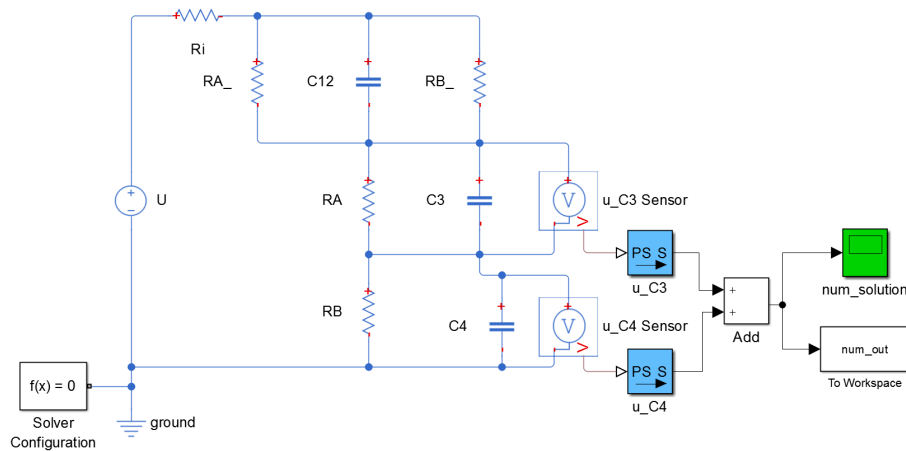 Ri
RA_
C12
RB_
U
RA
C3
V
u_C3 Sensor
PS S
u_C3
RB
C4
V
u_C4 Sensor
PS S
u_C4
+
+
Add
num_solution
num_out
To Workspace
f(x) = 0
Solver
Configuration
ground